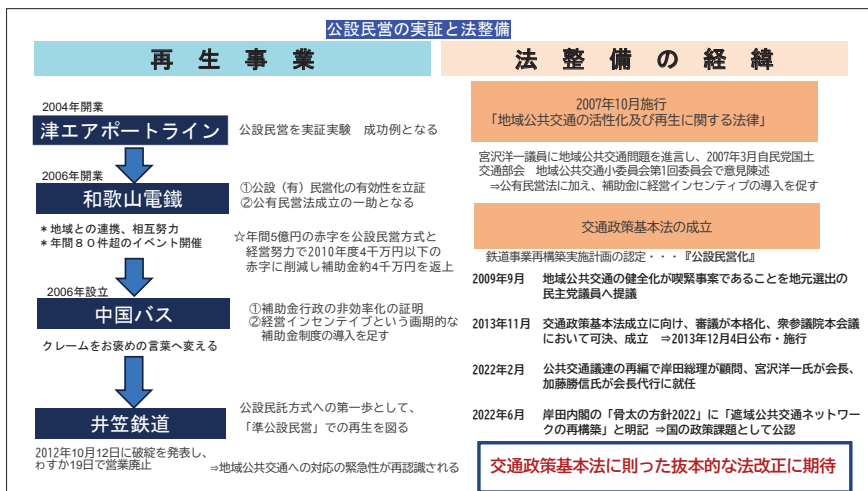 公設民営の実証と法整備
再生事業
2004年開業
津エアポートライン
公設民営を実証実験　成功例となる
2006年開業
和歌山電鐵
①公設（有）民営化の有効性を立証
②公有民営法成立の一助となる
＊地域との連携、相互努力
＊年間８０件超のイベント開催
☆年間5億円の赤字を公設民営方式と
経営努力で2010年度4千万円以下の
赤字に削減し補助金約4千万円を返上
2006年設立
中国バス
①補助金行政の非効率化の証明
②経営インセンテイブという画期的な
補助金制度の導入を足す
クレームをお褒めの言葉へ変える
井笠鉄道
公設民託方式への第一歩として、
「準公設民営」での再生を図る
2012年10月12日に破綻を発表し、
わずか19日で営業廃止
⇒地域公共交通への対応の緊急性が再認識される
法整備の経緯
2007年10月施行
「地域公共交通の活性化及び再生に関する法律」
宮沢洋一議員に地域公共交通問題を進言し、2007年3月自民党国土
交通部会　地域公共交通小委員会第1回委員会で意見陳述
⇒公有民営法に加え、補助金に経営インセンティブの導入を促す
交通政策基本法の成立
鉄道事業再構築実施計画の認定・・・『公設民営化』
2009年9月　地域公共交通の健全化が喫緊事案であることを地元選出の
民主党議員へ提議
2013年11月　交通政策基本法成立に向け、審議が本格化、衆参議院本会議
において可決、成立　⇒2013年12月4日公布・施行
2022年2月　公共交通議連の再編で岸田総理が顧問、宮沢洋一氏が会長、
加藤勝信氏が会長代行に就任
2022年6月　岸田内閣の「骨太の方針2022」に「遮域公共交通ネットワー
クの再構築」と明記 ⇒国の政策課題として公認
交通政策基本法に則った抜本的な法改正に期待